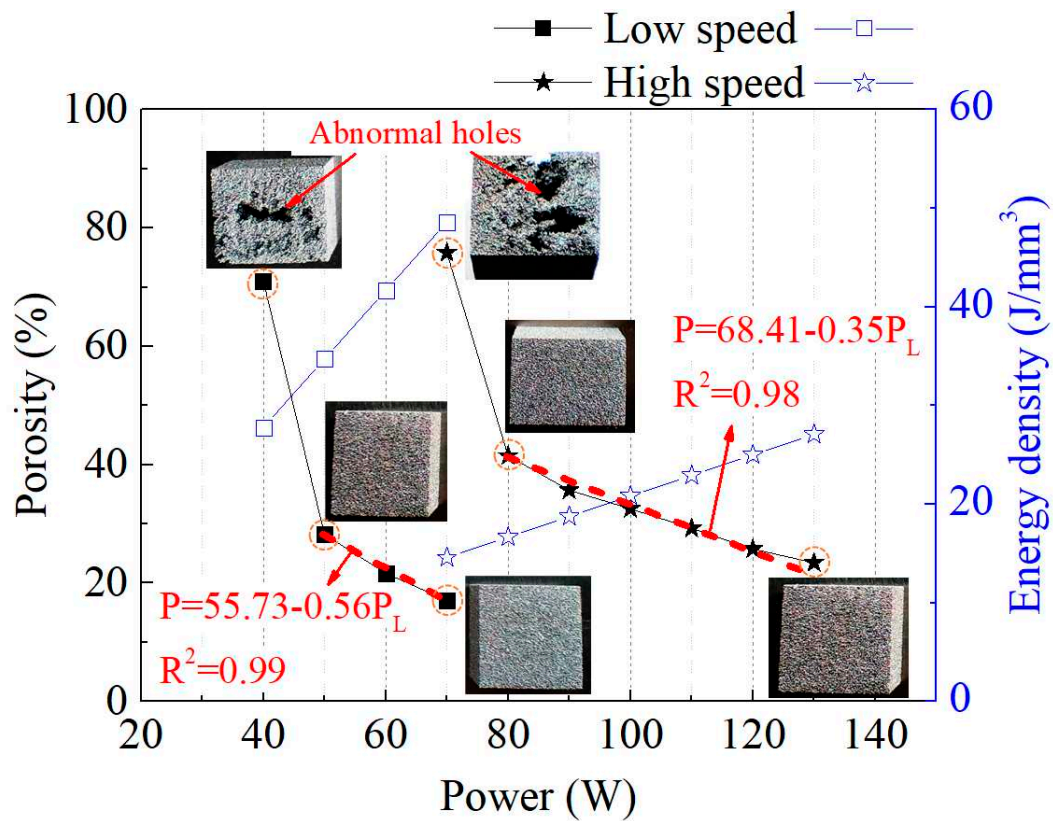 Low speed
High speed
Abnormal holes
100
80
60
40
20
0
Porosity (%)
60
40
20
0
Energy density (J/mm³)
P=68.41-0.35P_L
R²=0.98
P=55.73-0.56P_L
R²=0.99
20
40
60
80
100
120
140
Power (W)